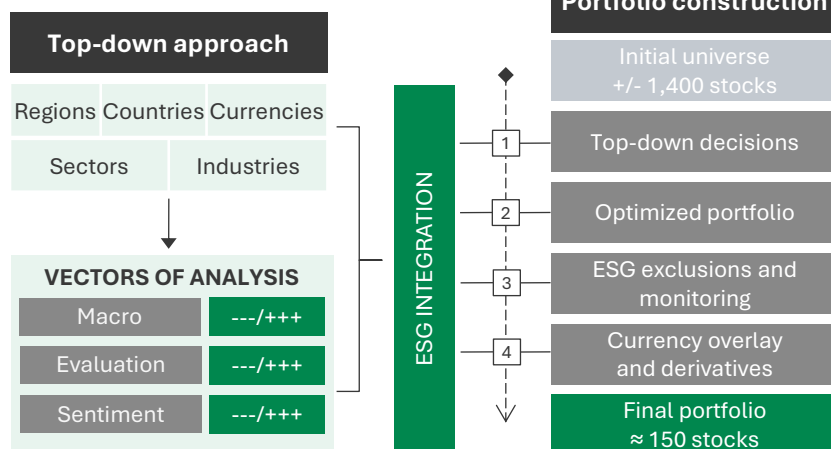 Top-down approach
Regions Countries Currencies
Sectors Industries
VECTORS OF ANALYSIS
Macro ---/+++
Evaluation ---/+++
Sentiment ---/+++
ESG INTEGRATION
Portfolio construction
Initial universe
+/- 1,400 stocks
1 Top-down decisions
2 Optimized portfolio
3 ESG exclusions and
monitoring
4 Currency overlay
and derivatives
Final portfolio
≈ 150 stocks